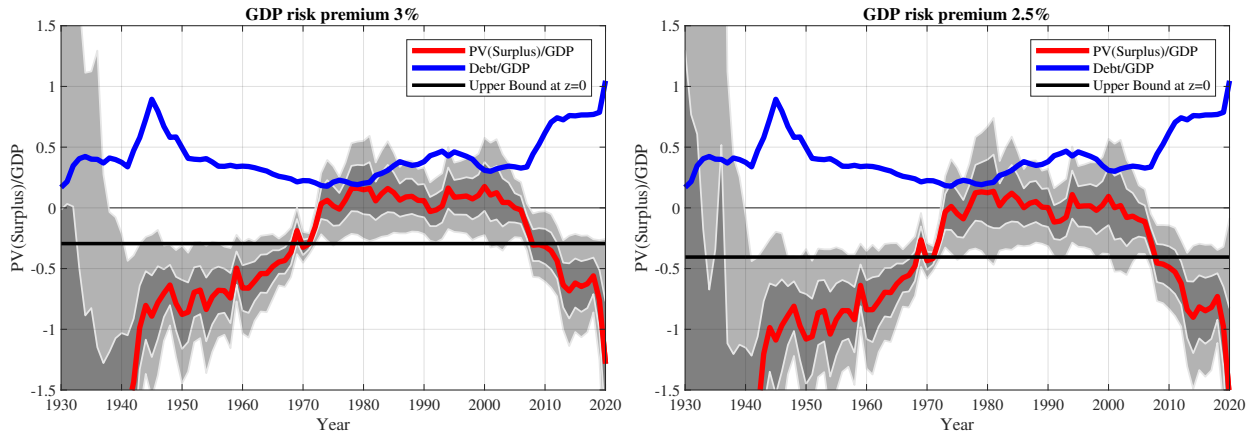 GDP risk premium 3%
PV(Surplus)/GDP
1.5
1
0.5
0
-0.5
-1
-1.5
PV(Surplus)/GDP
Debt/GDP
Upper Bound at z=0
1930 1940 1950 1960 1970 1980 1990 2000 2010 2020
Year
GDP risk premium 2.5%
PV(Surplus)/GDP
1.5
1
0.5
0
-0.5
-1
-1.5
PV(Surplus)/GDP
Debt/GDP
Upper Bound at z=0
1930 1940 1950 1960 1970 1980 1990 2000 2010 2020
Year